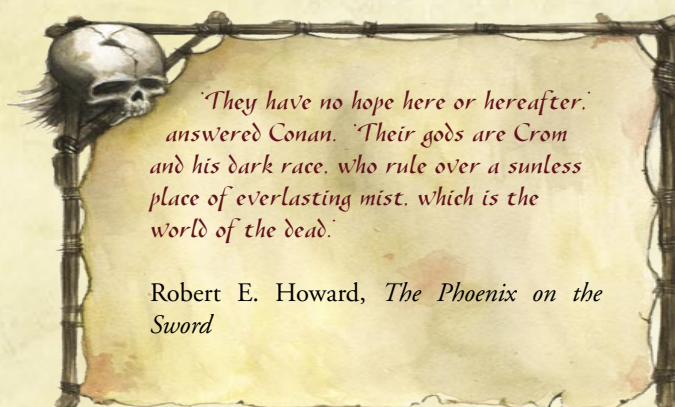 'They have no hope here or hereafter,'
answered Conan. 'Their gods are Crom
and his dark race, who rule over a sunless
place of everlasting mist, which is the
world of the dead.'
Robert E. Howard, The Phoenix on the
Sword